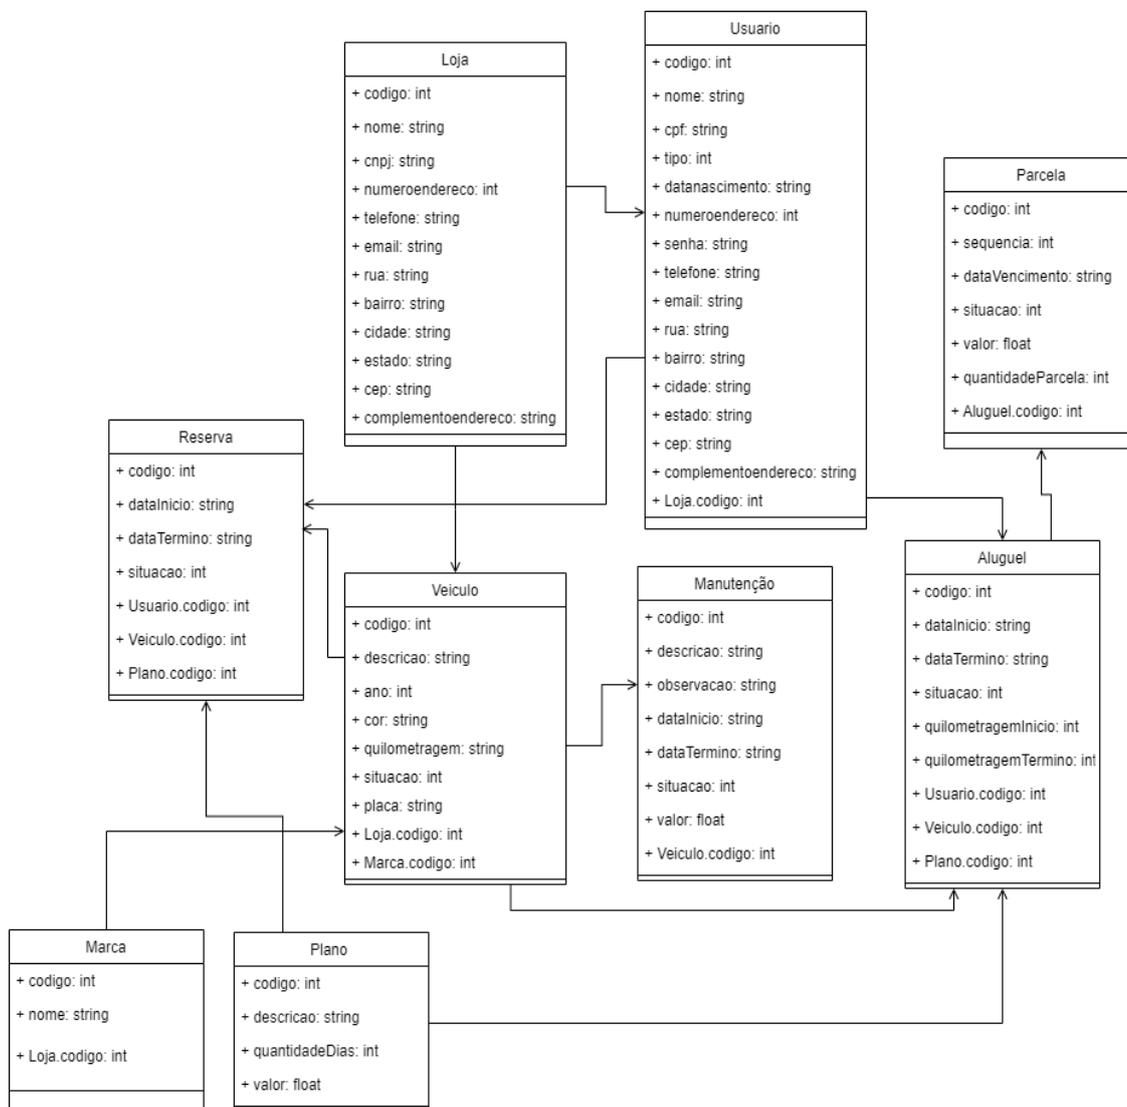 Loja
+ codigo: int
+ nome: string
+ cnpj: string
+ numeroendereco: int
+ telefone: string
+ email: string
+ rua: string
+ bairro: string
+ cidade: string
+ estado: string
+ cep: string
+ complementoendereco: string
Usuario
+ codigo: int
+ nome: string
+ cpf: string
+ tipo: int
+ datanascimento: string
+ numeroendereco: int
+ senha: string
+ telefone: string
+ email: string
+ rua: string
+ bairro: string
+ cidade: string
+ estado: string
+ cep: string
+ complementoendereco: string
+ Loja.codigo: int
Parcela
+ codigo: int
+ sequencia: int
+ dataVencimento: string
+ situacao: int
+ valor: float
+ quantidadeParcela: int
+ Aluguel.codigo: int
Reserva
+ codigo: int
+ dataInicio: string
+ dataTermino: string
+ situacao: int
+ Usuario.codigo: int
+ Veiculo.codigo: int
+ Plano.codigo: int
Veiculo
+ codigo: int
+ descricao: string
+ ano: int
+ cor: string
+ quilometragem: string
+ situacao: int
+ placa: string
+ Loja.codigo: int
+ Marca.codigo: int
Manutenção
+ codigo: int
+ descricao: string
+ observacao: string
+ dataInicio: string
+ dataTermino: string
+ situacao: int
+ valor: float
+ Veiculo.codigo: int
Aluguel
+ codigo: int
+ dataInicio: string
+ dataTermino: string
+ situacao: int
+ quilometragemInicio: int
+ quilometragemTermino: int
+ Usuario.codigo: int
+ Veiculo.codigo: int
+ Plano.codigo: int
Marca
+ codigo: int
+ nome: string
+ Loja.codigo: int
Plano
+ codigo: int
+ descricao: string
+ quantidadeDias: int
+ valor: float